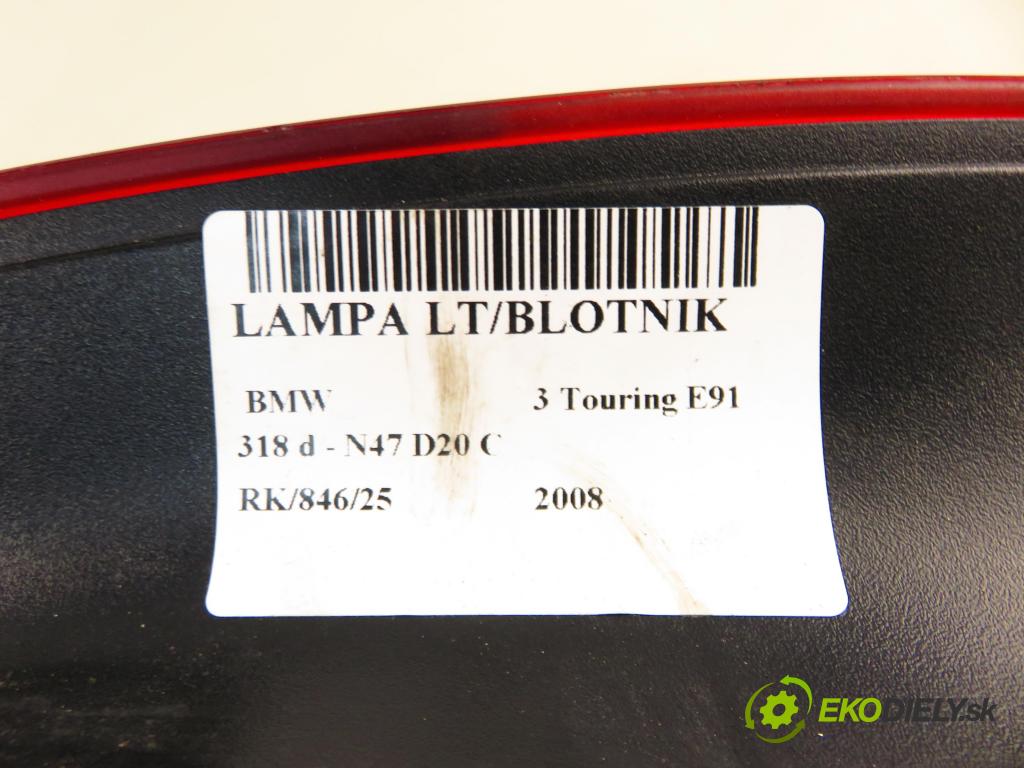 LAMPA LT/BLOTNIK
BMW 3 Touring E91
318 d - N47 D20 C
RK/846/25 2008
EKODIELY.sk